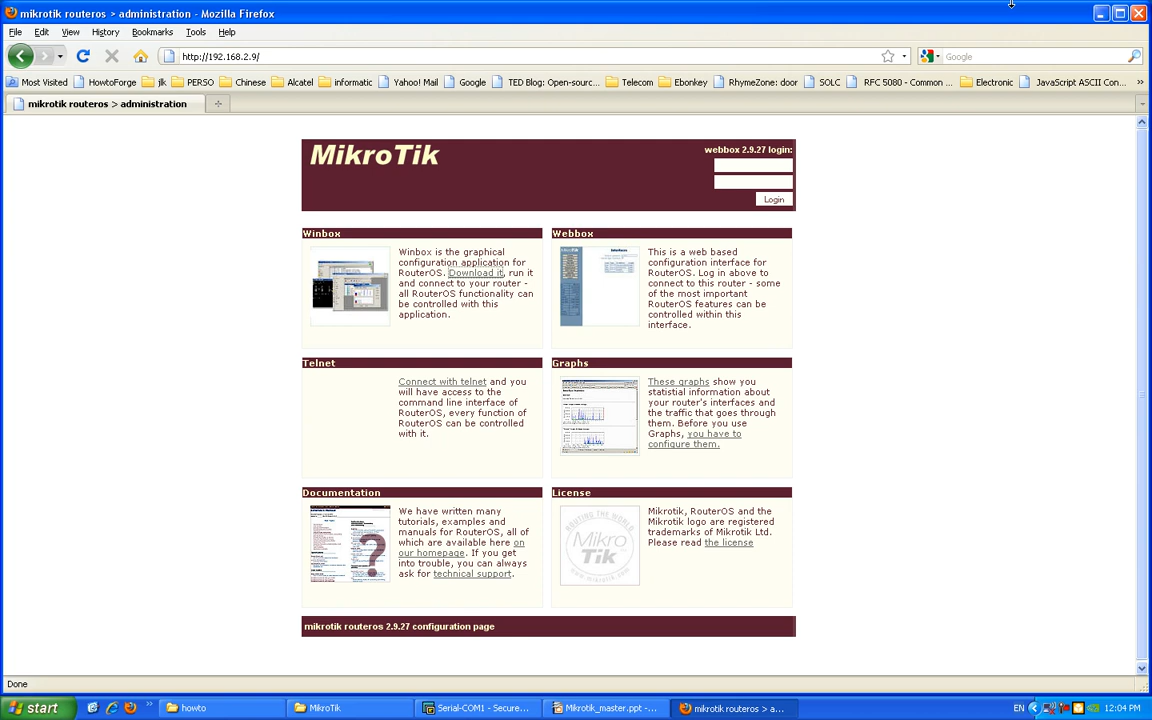 mikrotik routeros > administration - Mozilla Firefox
File Edit View History Bookmarks Tools Help
http://192.168.2.9/
Google
Most Visited HowtoForge jlk PERSO Chinese Alcatel informatic Yahoo! Mail Google TED Blog: Open-sourc... Telecom Ebonkey RhymeZone: door SOLC RFC 5080 - Common ... Electronic JavaScript ASCII Con... »
mikrotik routeros > administration
MikroTik
webbox 2.9.27 login:
Login
Winbox
Winbox is the graphical
configuration application for
RouterOS. Download it, run it
and connect to your router -
all RouterOS functionality can
be controlled with this
application.
Webbox
This is a web based
configuration interface for
RouterOS. Log in above to
connect to this router - some
of the most important
RouterOS features can be
controlled within this
interface.
Telnet
Connect with telnet and you
will have access to the
command line interface of
RouterOS, every function of
RouterOS can be controlled
with it.
Graphs
These graphs show you
statistial information about
your router's interfaces and
the traffic that goes through
them. Before you use
Graphs, you have to
configure them.
Documentation
?
We have written many
tutorials, examples and
manuals for RouterOS, all of
which are available here on
our homepage. If you get
into trouble, you can always
ask for technical support.
License
ROUTING THE WORLD
Mikro
Tik
www.mikrotik.com
Mikrotik, RouterOS and the
Mikrotik logo are registered
trademarks of Mikrotik Ltd.
Please read the license
mikrotik routeros 2.9.27 configuration page
Done
start » howto MikroTik Serial-COM1 - Secure... Mikrotik_master.ppt -... mikrotik routeros > a... EN 12:04 PM